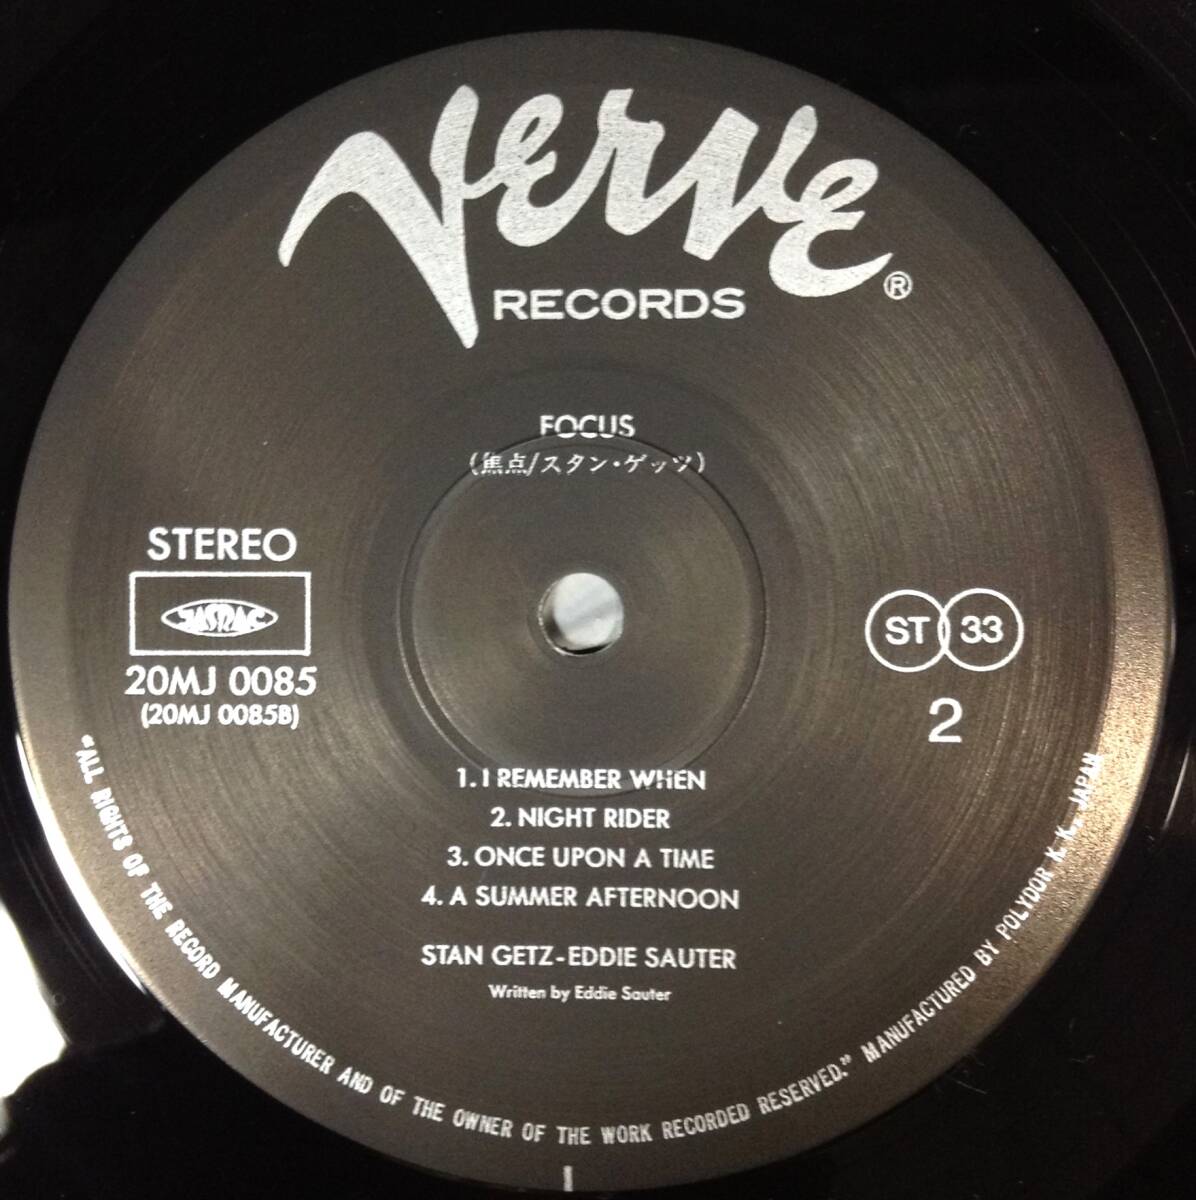 Verve
RECORDS
®
FOCUS
(焦点/スタン・ゲッツ)
STEREO
JASRAC
20MJ 0085
(20MJ 0085B)
ST 33
2
1. I REMEMBER WHEN
2. NIGHT RIDER
3. ONCE UPON A TIME
4. A SUMMER AFTERNOON
STAN GETZ-EDDIE SAUTER
Written by Eddie Sauter
"ALL RIGHTS OF THE RECORD MANUFACTURER AND OF THE OWNER OF THE WORK RECORDED RESERVED." MANUFACTURED BY POLYDOR K.K. JAPAN